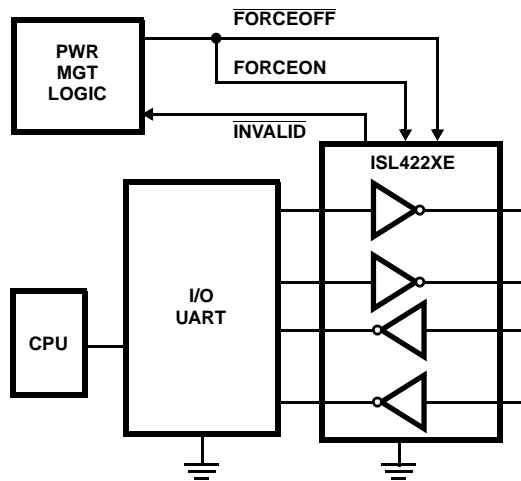 FORCEOFF
PWR
MGT
LOGIC
FORCEON
INVALID
ISL422XE
I/O
UART
CPU